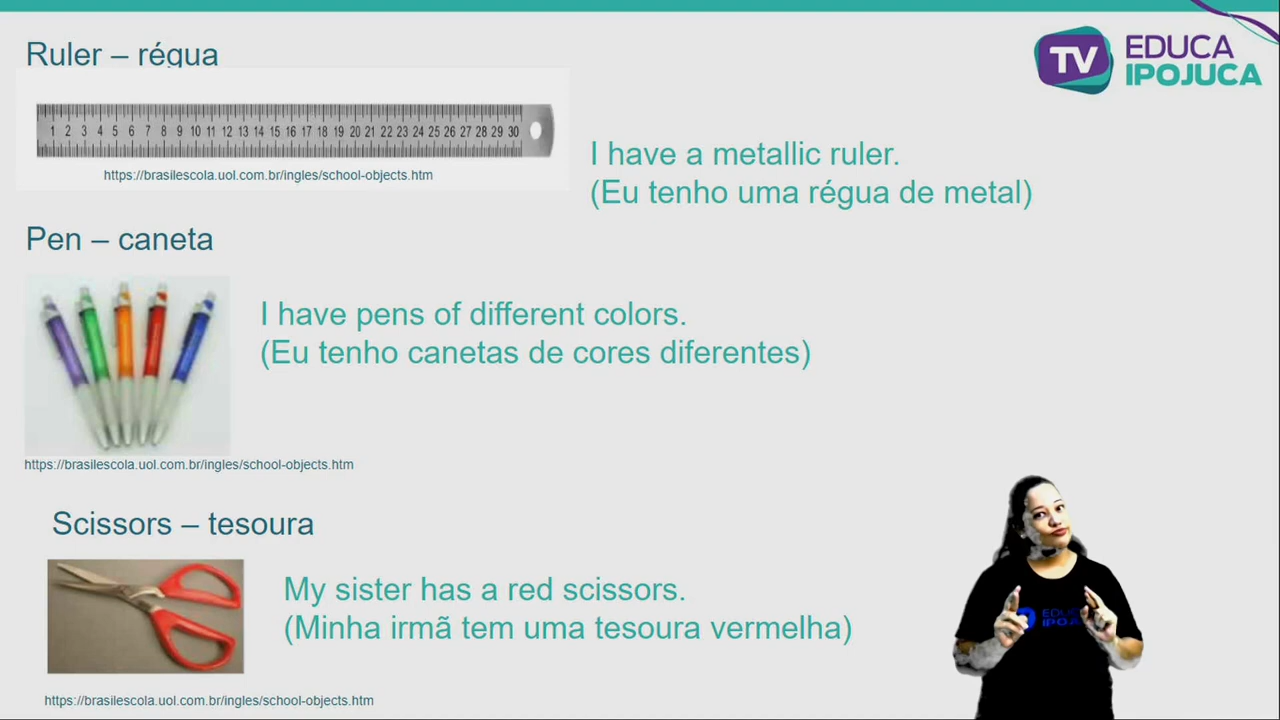 Ruler – régua
TV EDUCA
IPOJUCA
1 2 3 4 5 6 7 8 9 10 11 12 13 14 15 16 17 18 19 20 21 22 23 24 25 26 27 28 29 30
https://brasilescola.uol.com.br/ingles/school-objects.htm
I have a metallic ruler.
(Eu tenho uma régua de metal)
Pen – caneta
I have pens of different colors.
(Eu tenho canetas de cores diferentes)
https://brasilescola.uol.com.br/ingles/school-objects.htm
Scissors – tesoura
My sister has a red scissors.
(Minha irmã tem uma tesoura vermelha)
https://brasilescola.uol.com.br/ingles/school-objects.htm